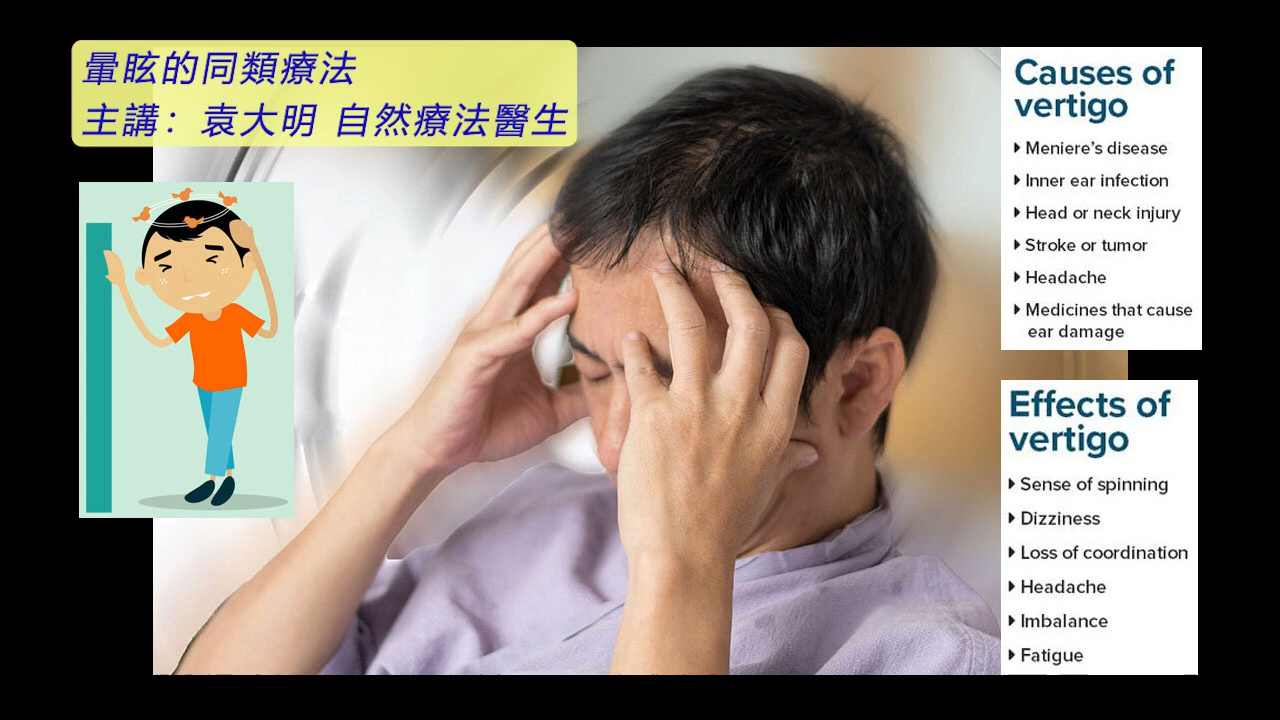 暈眩的同類療法
主講：袁大明 自然療法醫生
Causes of
vertigo
Meniere's disease
Inner ear infection
Head or neck injury
Stroke or tumor
Headache
Medicines that cause
ear damage
Effects of
vertigo
Sense of spinning
Dizziness
Loss of coordination
Headache
Imbalance
Fatigue